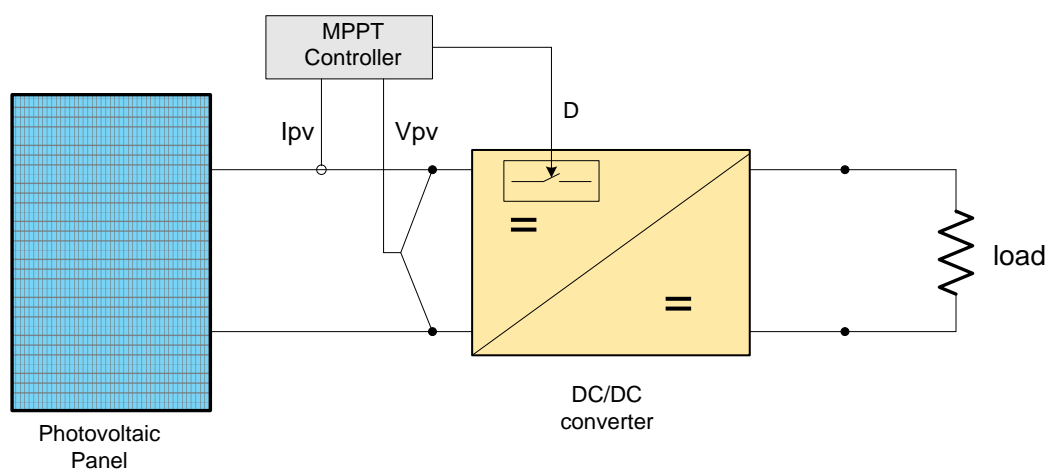 MPPT
Controller
Ipv
Vpv
D
=
=
load
DC/DC
converter
Photovoltaic
Panel